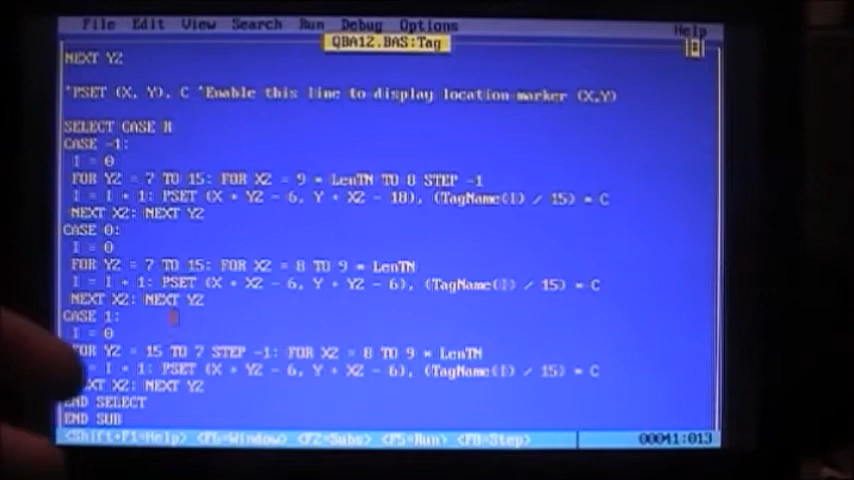 File Edit View Search Run Debug Options Help
QBA12.BAS:Tag
NEXT Y2
'PSET (X, Y), C 'Enable this line to display location marker (X,Y)
SELECT CASE R
CASE -1:
I = 0
FOR Y2 = 7 TO 15: FOR X2 = 9 * LenTN TO 8 STEP -1
I = I + 1: PSET (X + Y2 - 6, Y + X2 - 18), (TagName(I) / 15) * C
NEXT X2: NEXT Y2
CASE 0:
I = 0
FOR Y2 = 7 TO 15: FOR X2 = 8 TO 9 * LenTN
I = I + 1: PSET (X + X2 - 6, Y + Y2 - 6), (TagName(I) / 15) * C
NEXT X2: NEXT Y2
CASE 1:
I = 0
FOR Y2 = 15 TO 7 STEP -1: FOR X2 = 8 TO 9 * LenTN
= I + 1: PSET (X + Y2 - 6, Y + X2 - 6), (TagName(I) / 15) * C
NEXT X2: NEXT Y2
END SELECT
END SUB
<Shift+F1=Help> <F6=Window> <F2=Subs> <F5=Run> <F8=Step> 00041:013